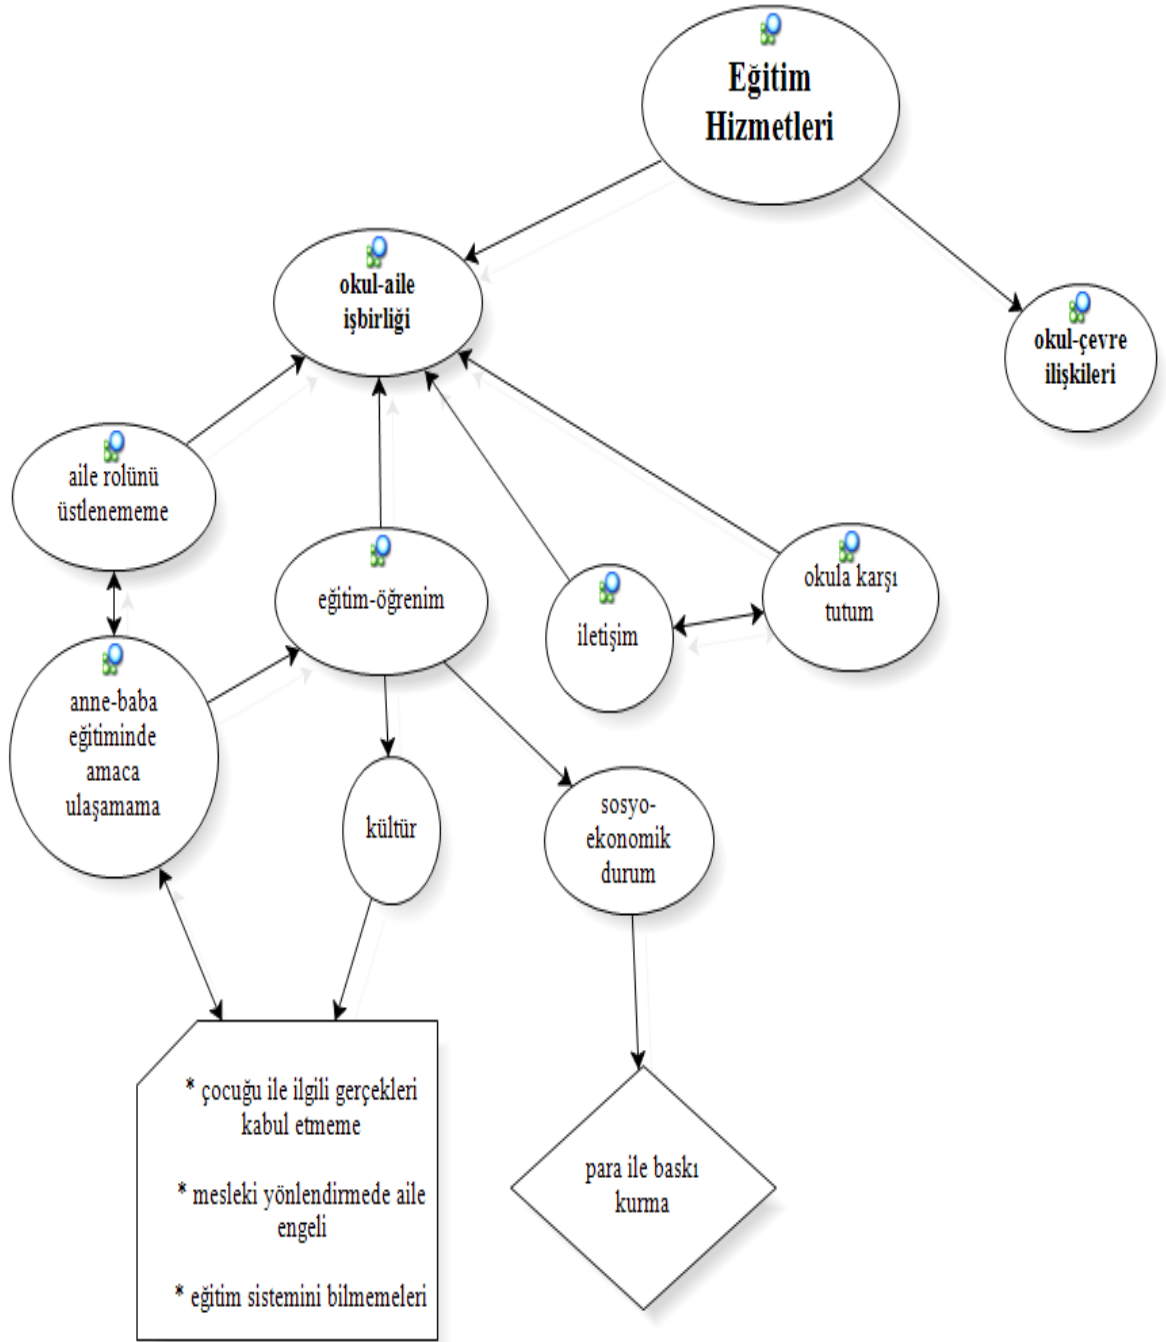 Eğitim
Hizmetleri
okul-aile
işbirliği
okul-çevre
ilişkileri
aile rolünü
üstlenememe
eğitim-öğrenim
iletişim
okula karşı
tutum
anne-baba
eğitiminde
amaca
ulaşamama
kültür
sosyo-
ekonomik
durum
* çocuğu ile ilgili gerçekleri
kabul etmeme
* mesleki yönlendirmede aile
engeli
* eğitim sistemini bilmemeleri
para ile baskı
kurma